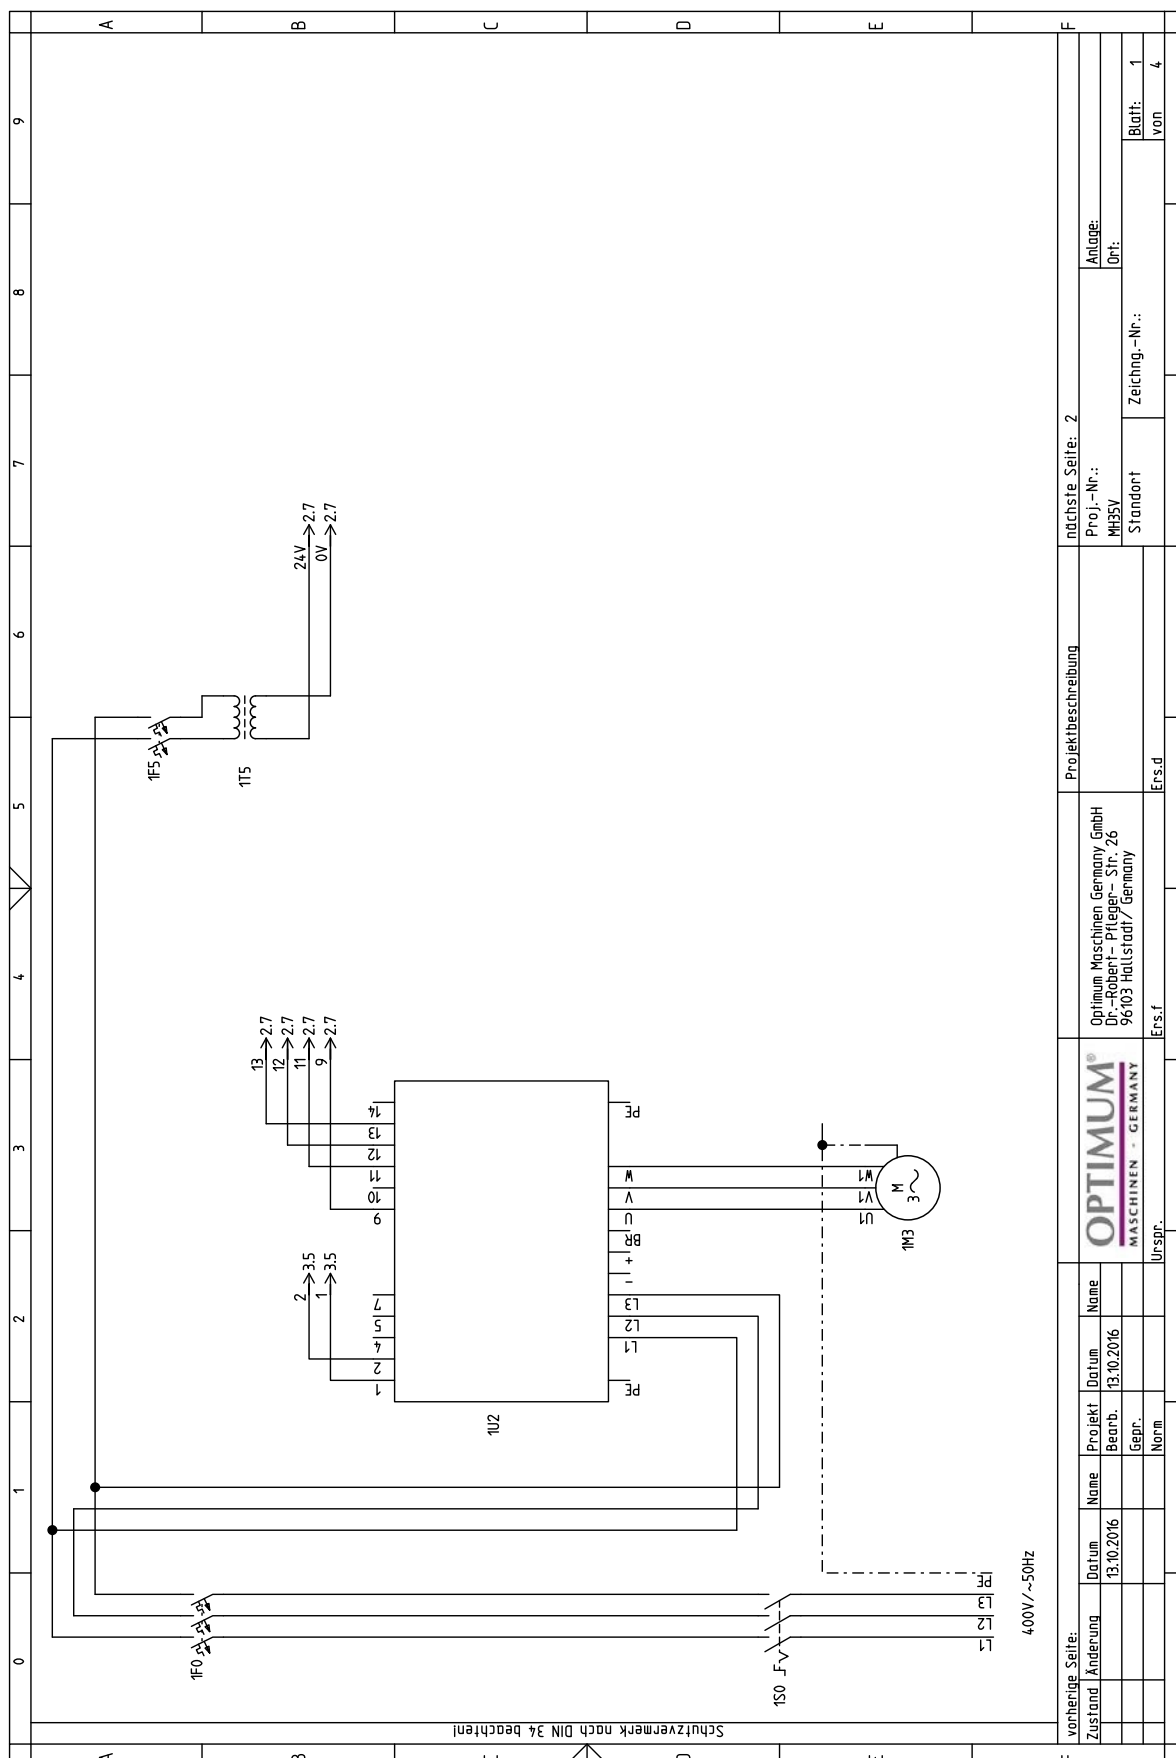 0 1 2 3 4 5 6 7 8 9
A
B
C
D
E
F
A
Schutzvermerk nach DIN 34 beachten!
1F0
1F5
1T5
24V 2.7
0V 2.7
13 2.7
12 2.7
11 2.7
9 2.7
2 3.5
1 3.5
1 2 4 5 7 9 10 11 12 13 14
1U2
PE L1 L2 L3 - + BR U V W PE
1S0
U1 V1 W1
M
3~
1M3
L1 L2 L3 PE
400V/~50Hz
vorherige Seite:
nächste Seite: 2
Zustand Änderung Datum Name Projekt Datum Name
13.10.2016 Bearb. 13.10.2016
Gepr.
Norm
Urspr.
Ers.f
Ers.d
OPTIMUM®
MASCHINEN - GERMANY
Optimum Maschinen Germany GmbH
Dr.-Robert- Pfleger- Str. 26
96103 Hallstadt/ Germany
Projektbeschreibung
Proj.-Nr.:
MH35V
Anlage:
Ort:
Standort
Zeichng.-Nr.:
Blatt: 1
von 4